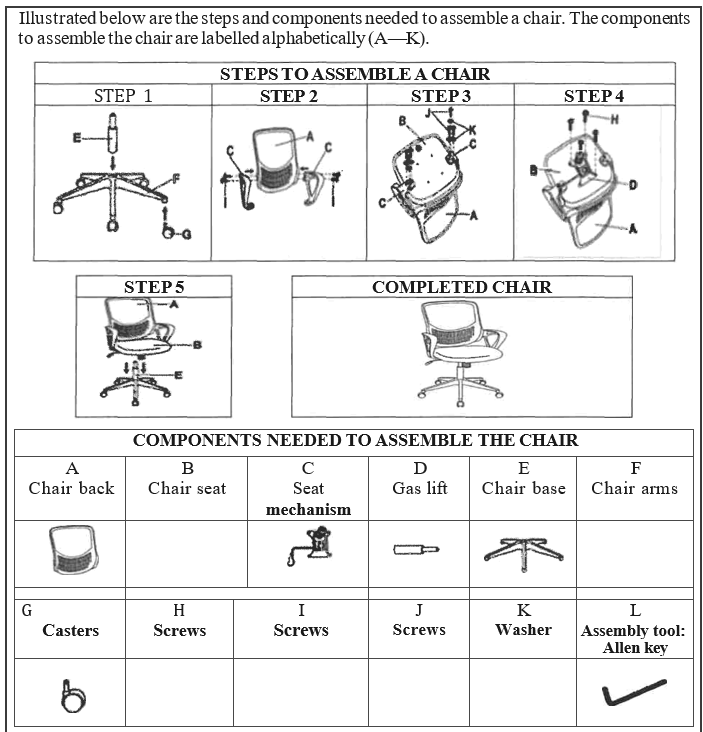 Illustrated below are the steps and components needed to assemble a chair. The components
to assemble the chair are labelled alphabetically (A—K).
STEPS TO ASSEMBLE A CHAIR
STEP 1 STEP 2 STEP 3 STEP 4
E
F
G
C
A
C
J
B
K
C
C
A
H
B
D
A
STEP 5 COMPLETED CHAIR
A
B
E
COMPONENTS NEEDED TO ASSEMBLE THE CHAIR
A B C D E F
Chair back Chair seat Seat Gas lift Chair base Chair arms
mechanism
G H I J K L
Casters Screws Screws Screws Washer Assembly tool:
Allen key